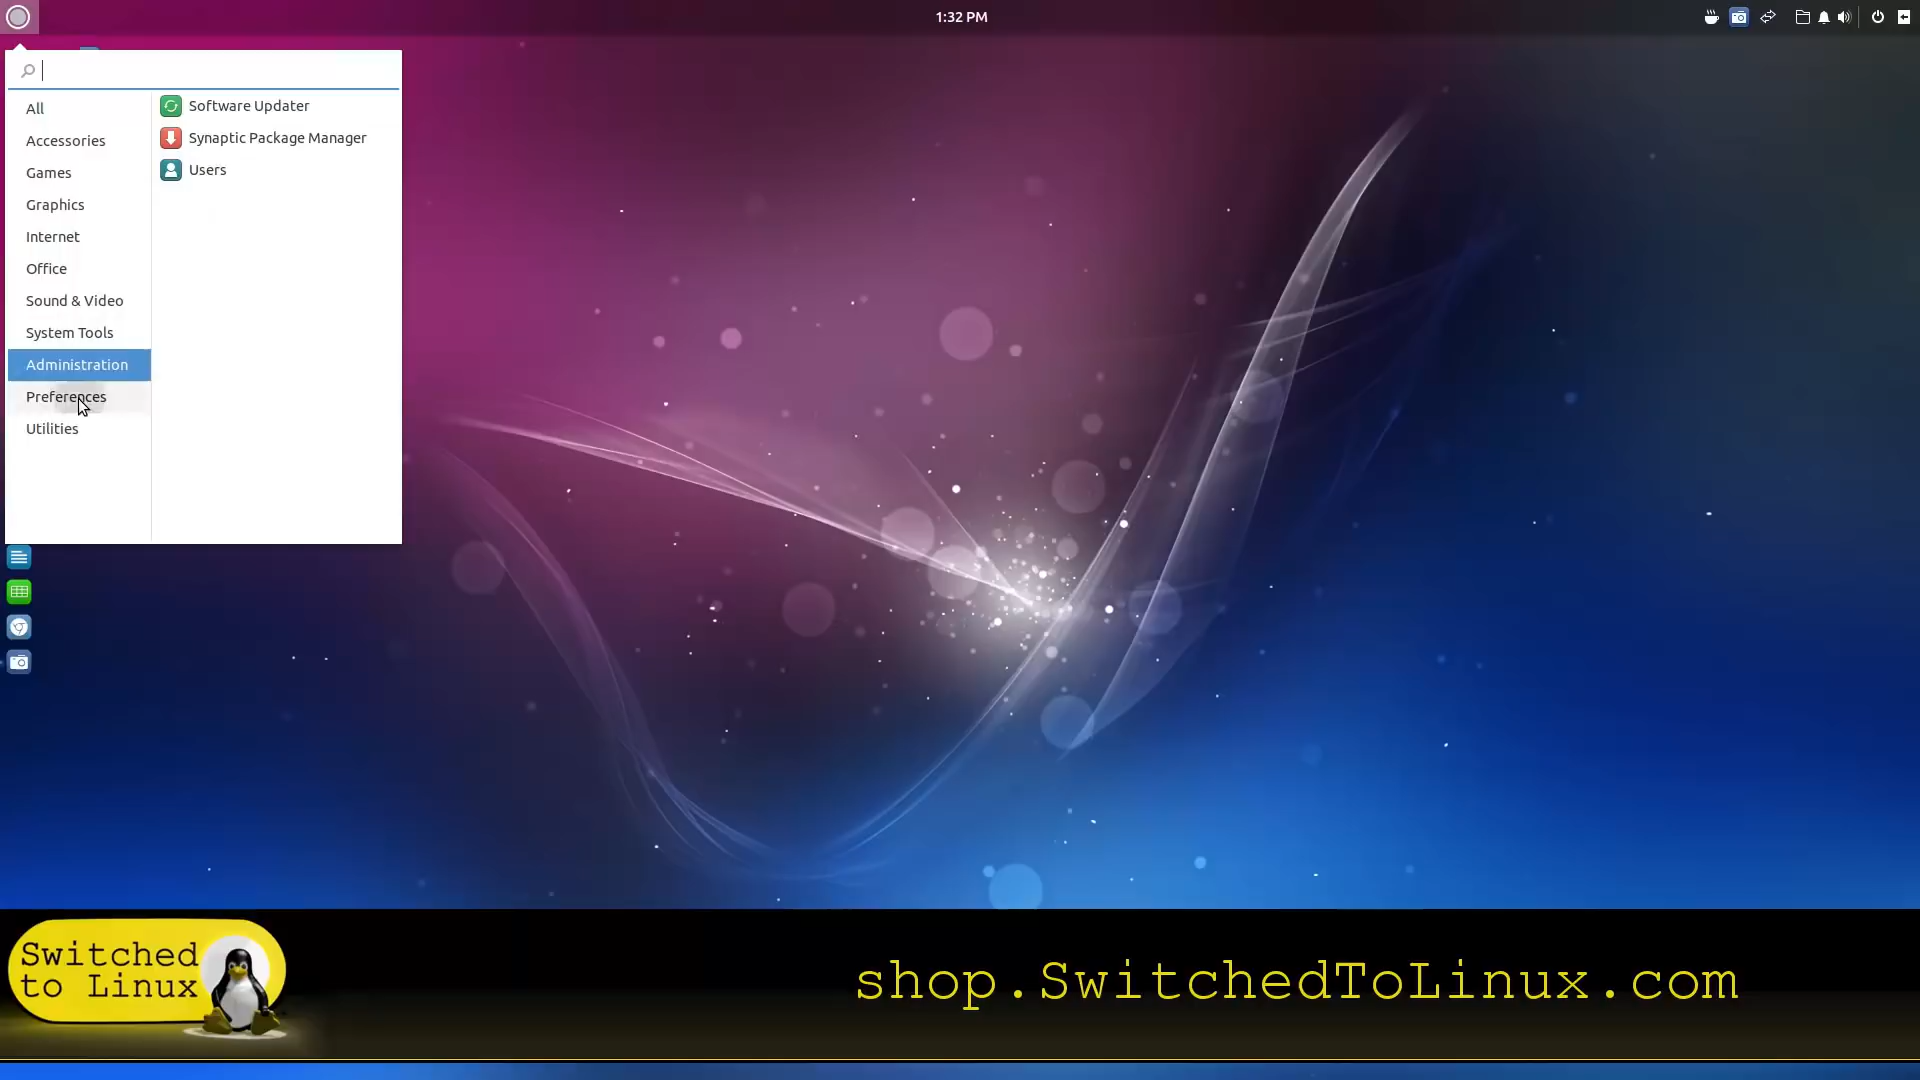 1:32 PM
All
Accessories
Games
Graphics
Internet
Office
Sound & Video
System Tools
Administration
Preferences
Utilities
Software Updater
Synaptic Package Manager
Users
Switched
to Linux
shop.SwitchedToLinux.com